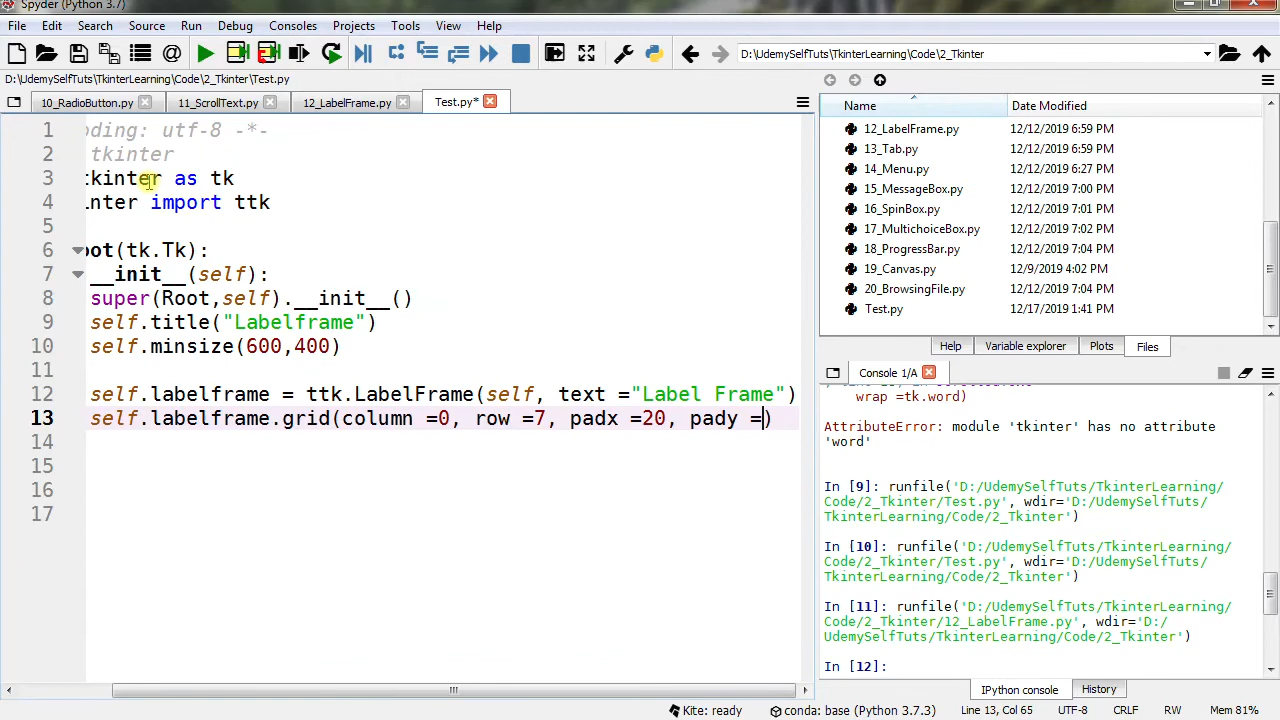 Spyder (Python 3.7)
File Edit Search Source Run Debug Consoles Projects Tools View Help
D:\UdemySelfTuts\TkinterLearning\Code\2_Tkinter
D:\UdemySelfTuts\TkinterLearning\Code\2_Tkinter\Test.py
10_RadioButton.py 11_ScrollText.py 12_LabelFrame.py Test.py*
1 oding: utf-8 -*-
2 tkinter
3 tkinter as tk
4 inter import ttk
5
6 oot(tk.Tk):
7 __init__(self):
8 super(Root,self).__init__()
9 self.title("Labelframe")
10 self.minsize(600,400)
11
12 self.labelframe = ttk.LabelFrame(self, text ="Label Frame")
13 self.labelframe.grid(column =0, row =7, padx =20, pady =)
14
15
16
17
Name Date Modified
12_LabelFrame.py 12/12/2019 6:59 PM
13_Tab.py 12/12/2019 6:59 PM
14_Menu.py 12/12/2019 6:27 PM
15_MessageBox.py 12/12/2019 7:00 PM
16_SpinBox.py 12/12/2019 7:01 PM
17_MultichoiceBox.py 12/12/2019 7:02 PM
18_ProgressBar.py 12/12/2019 7:04 PM
19_Canvas.py 12/9/2019 4:02 PM
20_BrowsingFile.py 12/12/2019 7:04 PM
Test.py 12/17/2019 1:41 PM
Help Variable explorer Plots Files
Console 1/A
wrap =tk.word)
AttributeError: module 'tkinter' has no attribute
'word'
In [9]: runfile('D:/UdemySelfTuts/TkinterLearning/
Code/2_Tkinter/Test.py', wdir='D:/UdemySelfTuts/
TkinterLearning/Code/2_Tkinter')
In [10]: runfile('D:/UdemySelfTuts/TkinterLearning/
Code/2_Tkinter/Test.py', wdir='D:/UdemySelfTuts/
TkinterLearning/Code/2_Tkinter')
In [11]: runfile('D:/UdemySelfTuts/TkinterLearning/
Code/2_Tkinter/12_LabelFrame.py', wdir='D:/
UdemySelfTuts/TkinterLearning/Code/2_Tkinter')
In [12]:
IPython console History
Kite: ready conda: base (Python 3.7.3) Line 13, Col 65 UTF-8 CRLF RW Mem 81%